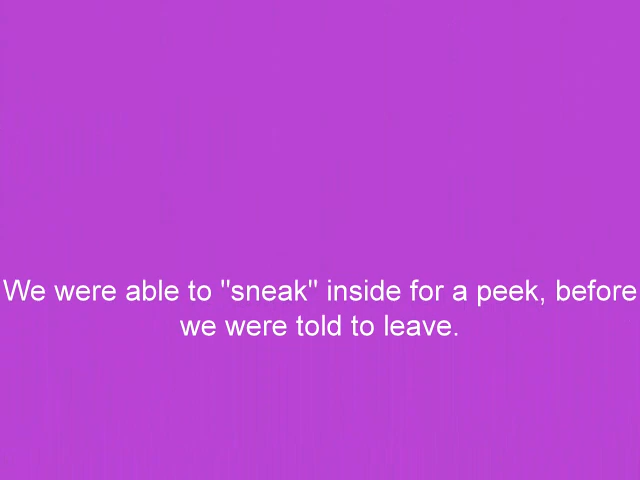 We were able to "sneak" inside for a peek, before
we were told to leave.